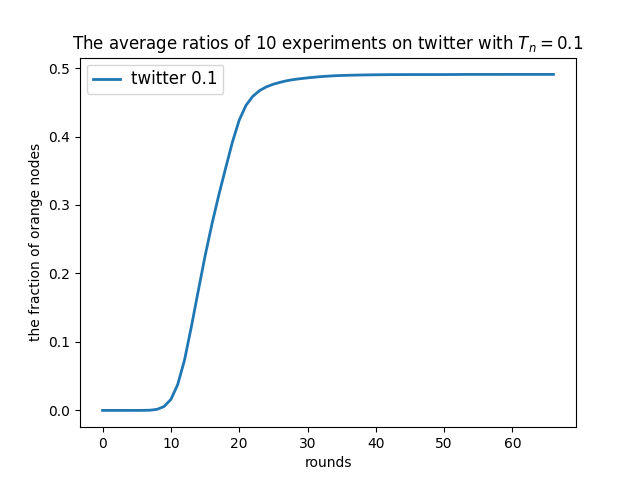 The average ratios of 10 experiments on twitter with Tₙ = 0.1
twitter 0.1
the fraction of orange nodes
0.5
0.4
0.3
0.2
0.1
0.0
0 10 20 30 40 50 60
rounds